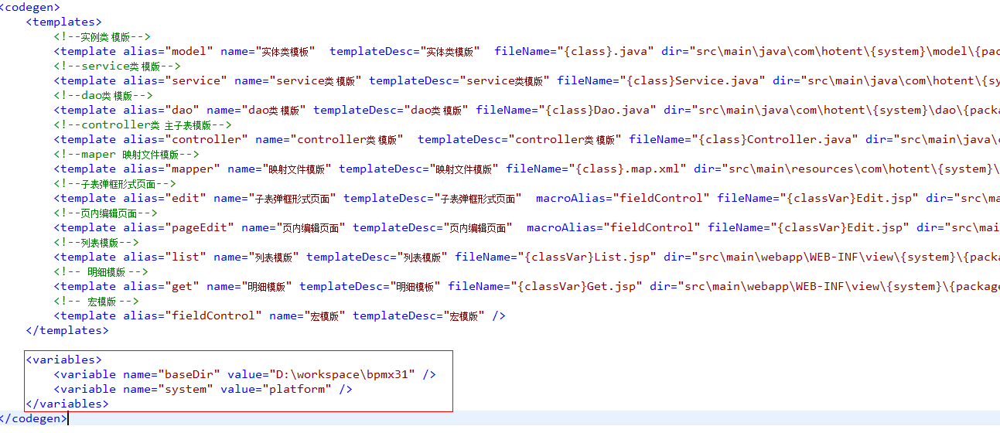 <codegen>
<templates>
<!--实例类 模版-->
<template alias="model" name="实体类模板" templateDesc="实体类模版" fileName="{class}.java" dir="src\main\java\com\hotent\{system}\model\{pac
<!--service类 模版-->
<template alias="service" name="service类 模版" templateDesc="service类模版" fileName="{class}Service.java" dir="src\main\java\com\hotent\{sy
<!--dao类 模版-->
<template alias="dao" name="dao类 模版" templateDesc="dao类 模版" fileName="{class}Dao.java" dir="src\main\java\com\hotent\{system}\dao\{packa
<!--controller类 主子表模版-->
<template alias="controller" name="controller类 模版" templateDesc="controller类 模版" fileName="{class}Controller.java" dir="src\main\java\c
<!--maper 映射文件模版-->
<template alias="mapper" name="映射文件模版" templateDesc="映射文件模版" fileName="{class}.map.xml" dir="src\main\resources\com\hotent\{system}\
<!--子表弹框形式页面-->
<template alias="edit" name="子表弹框形式页面" templateDesc="子表弹框形式页面" macroAlias="fieldControl" fileName="{classVar}Edit.jsp" dir="src\ma
<!--页内编辑页面-->
<template alias="pageEdit" name="页内编辑页面" templateDesc="页内编辑页面" macroAlias="fieldControl" fileName="{classVar}Edit.jsp" dir="src\mai
<!--列表模版-->
<template alias="list" name="列表模版" templateDesc="列表模版" fileName="{classVar}List.jsp" dir="src\main\webapp\WEB-INF\view\{system}\{packa
<!-- 明细模版 -->
<template alias="get" name="明细模版" templateDesc="明细模板" fileName="{classVar}Get.jsp" dir="src\main\webapp\WEB-INF\view\{system}\{package
<!-- 宏模版 -->
<template alias="fieldControl" name="宏模版" templateDesc="宏模版" />
</templates>
<variables>
<variable name="baseDir" value="D:\workspace\bpmx31" />
<variable name="system" value="platform" />
</variables>
</codegen>